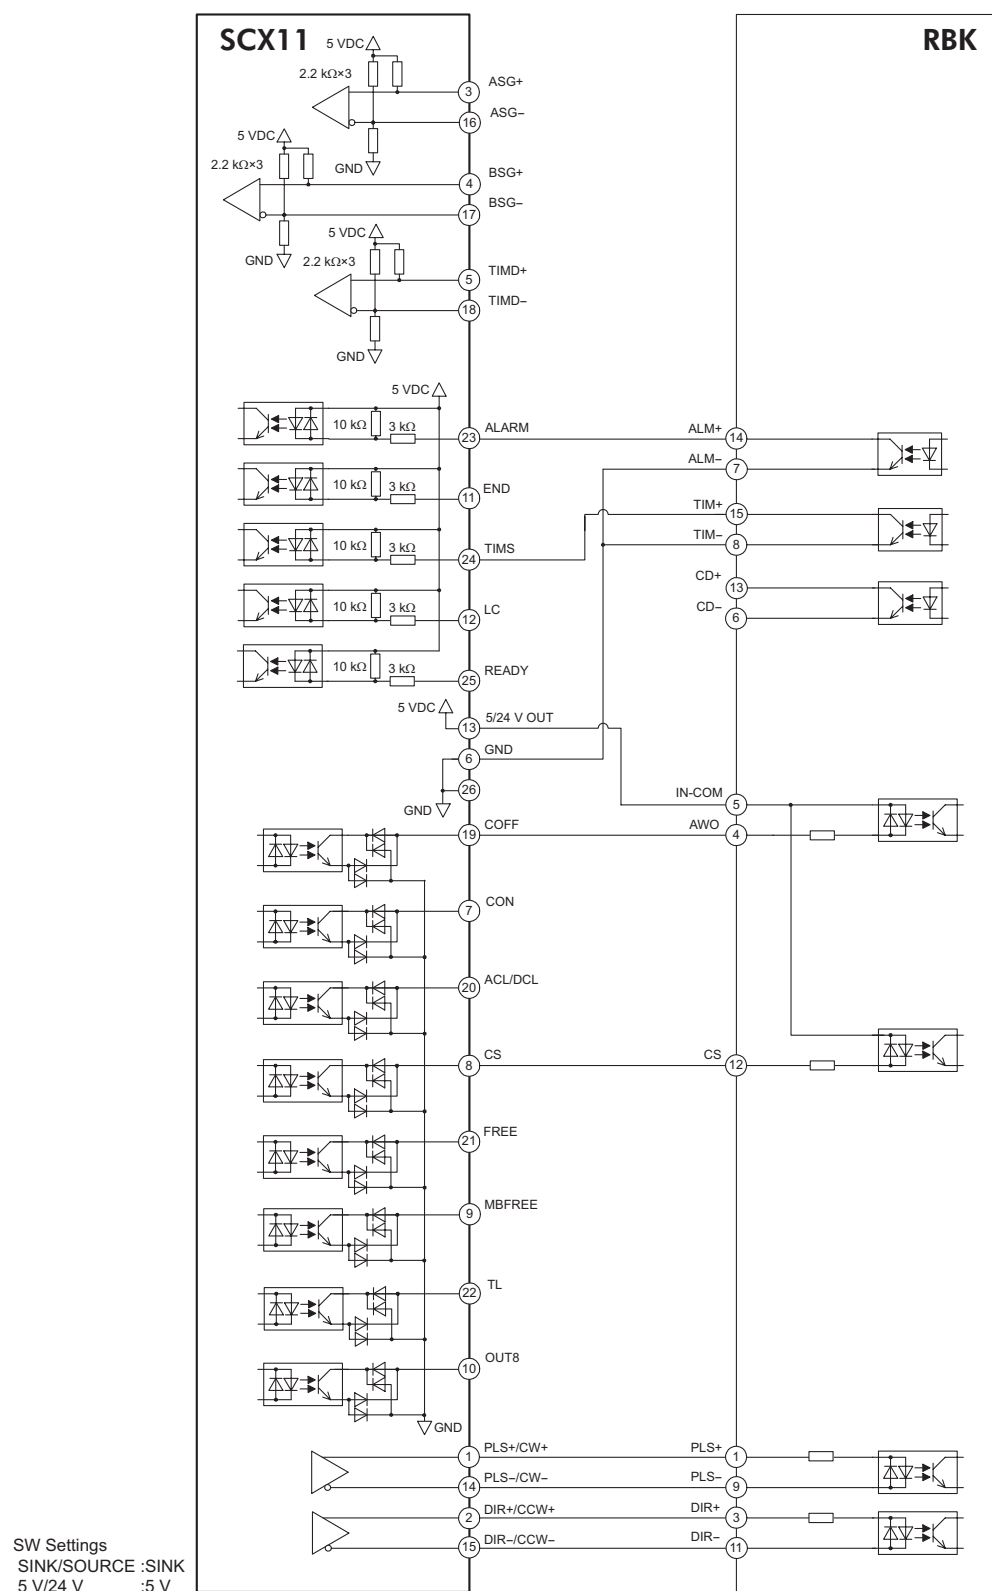 SCX11
RBK
5 VDC
2.2 kΩ×3
3 ASG+
16 ASG−
GND
5 VDC
2.2 kΩ×3
4 BSG+
17 BSG−
GND
5 VDC
2.2 kΩ×3
5 TIMD+
18 TIMD−
GND
5 VDC
10 kΩ 3 kΩ 23 ALARM ALM+ 14
ALM− 7
10 kΩ 3 kΩ 11 END
TIM+ 15
10 kΩ 3 kΩ 24 TIMS TIM− 8
CD+ 13
10 kΩ 3 kΩ 12 LC CD− 6
10 kΩ 3 kΩ 25 READY
5 VDC 13 5/24 V OUT
6 GND
26
GND
IN-COM 5
19 COFF AWO 4
7 CON
20 ACL/DCL
8 CS CS 12
21 FREE
9 MBFREE
22 TL
10 OUT8
GND
1 PLS+/CW+ PLS+ 1
14 PLS−/CW− PLS− 9
2 DIR+/CCW+ DIR+ 3
15 DIR−/CCW− DIR− 11
SW Settings
SINK/SOURCE :SINK
5 V/24 V :5 V